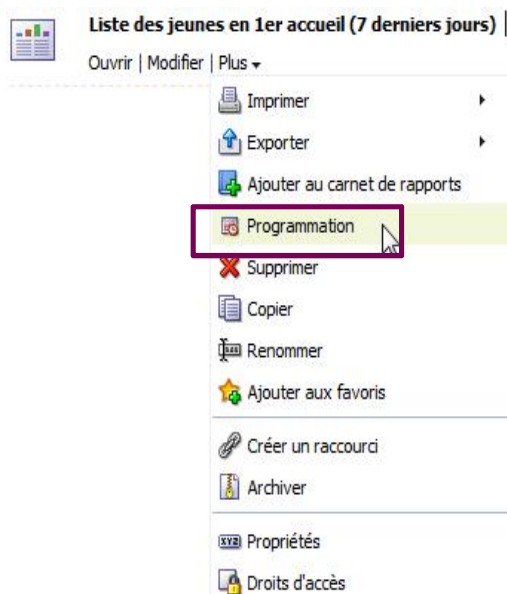 Liste des jeunes en 1er accueil (7 derniers jours) |
Ouvrir | Modifier | Plus
Imprimer
Exporter
Ajouter au carnet de rapports
Programmation
Supprimer
Copier
Renommer
Ajouter aux favoris
Créer un raccourci
Archiver
Propriétés
Droits d'accès